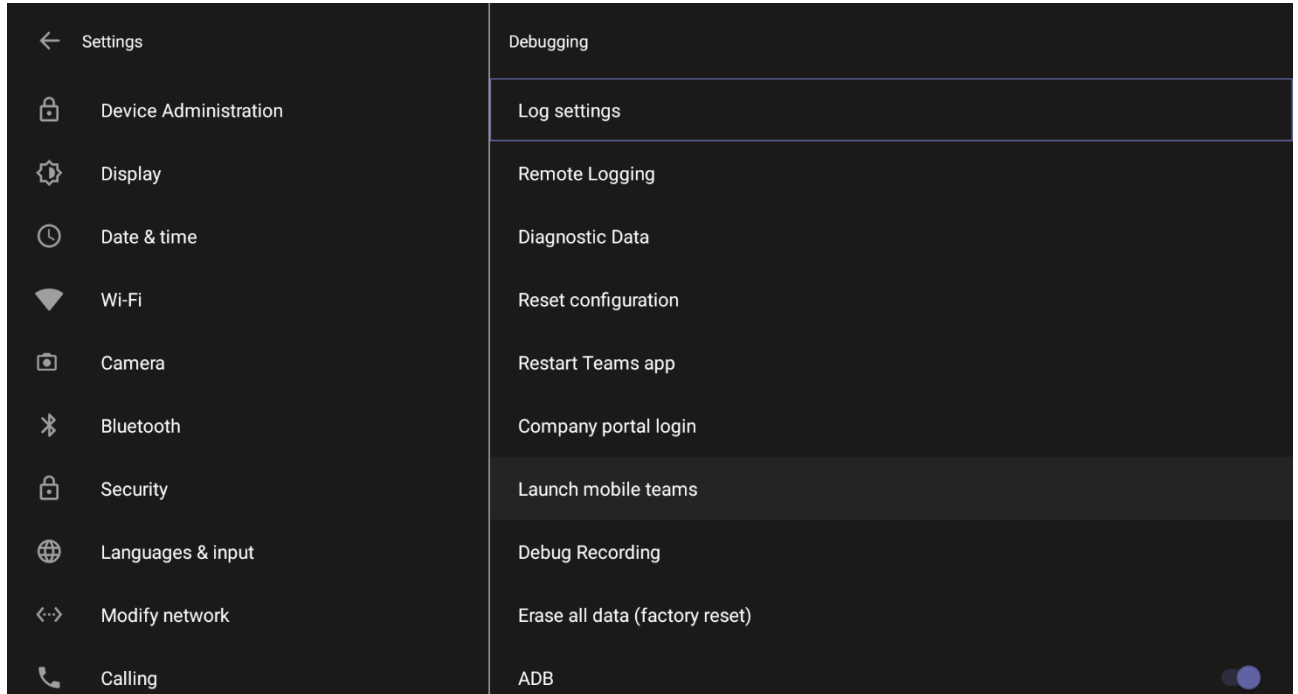 Settings
Device Administration
Display
Date & time
Wi-Fi
Camera
Bluetooth
Security
Languages & input
Modify network
Calling
Debugging
Log settings
Remote Logging
Diagnostic Data
Reset configuration
Restart Teams app
Company portal login
Launch mobile teams
Debug Recording
Erase all data (factory reset)
ADB